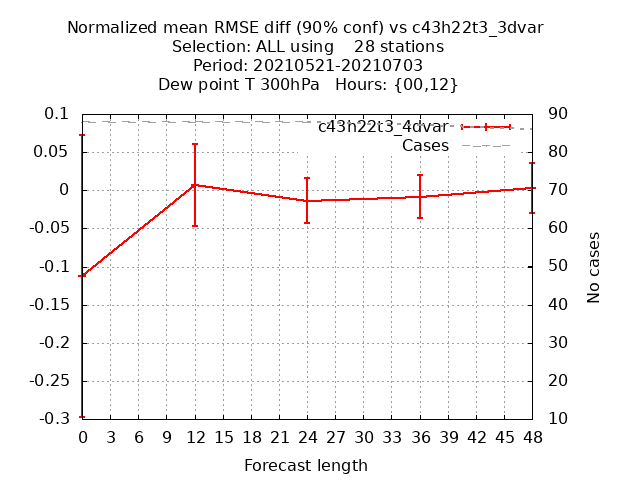 Normalized mean RMSE diff (90% conf) vs c43h22t3_3dvar
Selection: ALL using    28 stations
Period: 20210521-20210703
Dew point T 300hPa   Hours: {00,12}
c43h22t3_4dvar
Cases
0.1
0.05
0
-0.05
-0.1
-0.15
-0.2
-0.25
-0.3
90
80
70
60
50
40
30
20
10
No cases
0 3 6 9 12 15 18 21 24 27 30 33 36 39 42 45 48
Forecast length